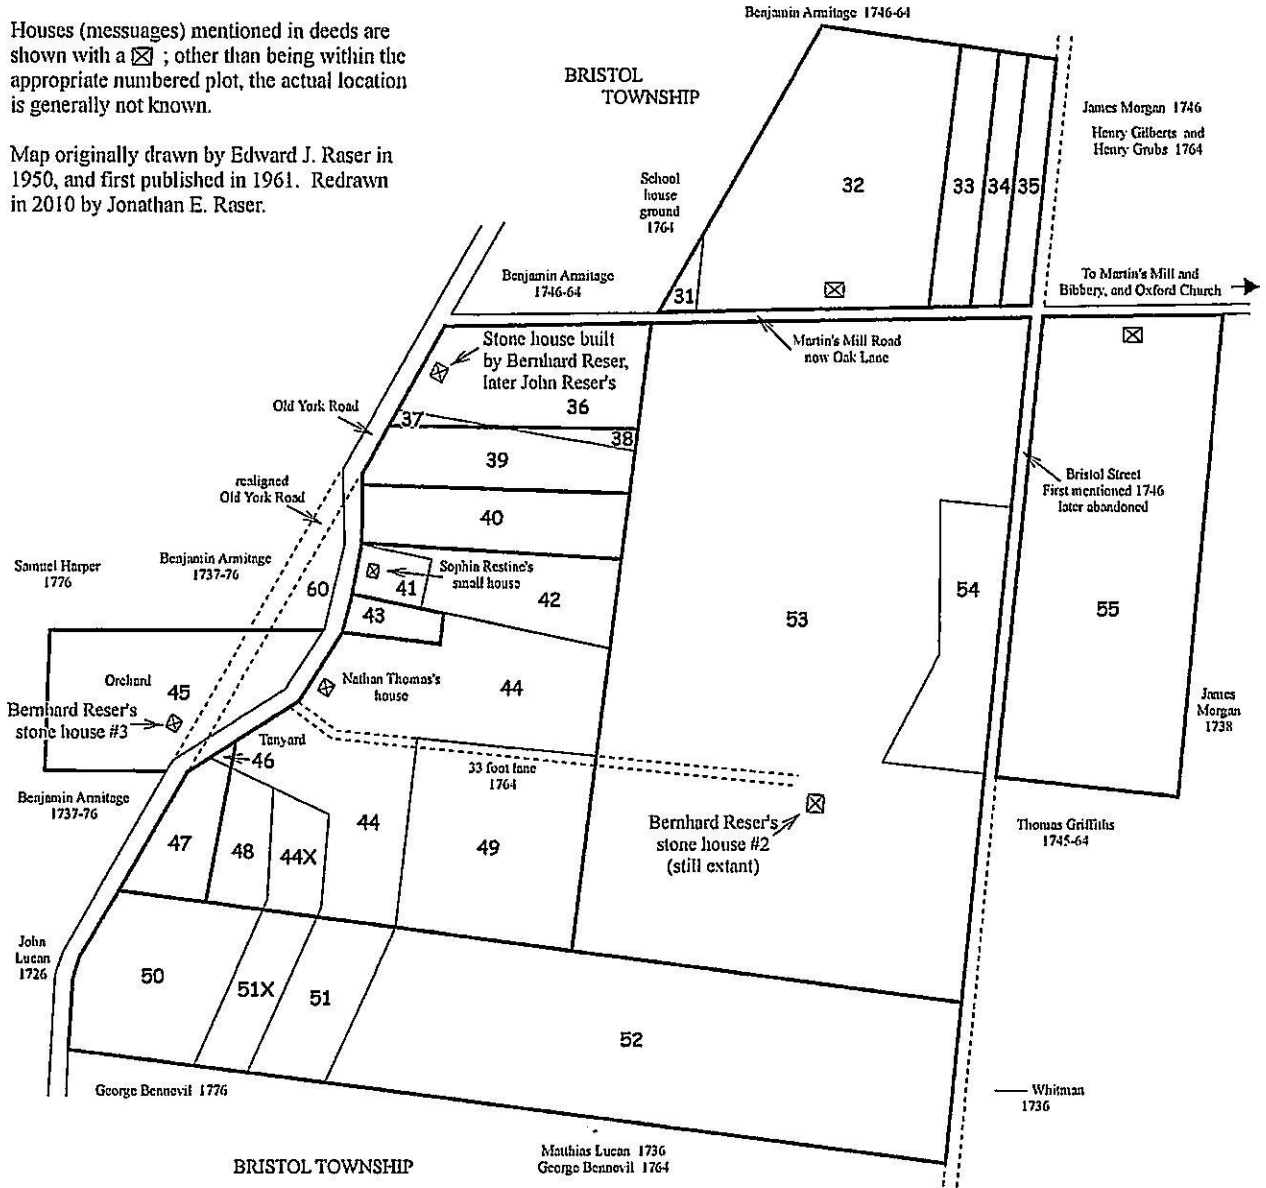 Houses (messuages) mentioned in deeds are
shown with a ☒ ; other than being within the
appropriate numbered plot, the actual location
is generally not known.
Map originally drawn by Edward J. Raser in
1950, and first published in 1961. Redrawn
in 2010 by Jonathan E. Raser.
Benjamin Armitage 1746-64
BRISTOL
TOWNSHIP
James Morgan 1746
Henry Gilberts and
Henry Grubs 1764
School
house
ground
1764
32
33
34
35
31
Benjamin Armitage
1746-64
To Martin's Mill and
Bibbery, and Oxford Church
Martin's Mill Road
now Oak Lane
Stone house built
by Bernhard Reser,
later John Reser's
36
Old York Road
37
38
39
realigned
Old York Road
40
Bristol Street
First mentioned 1746
later abandoned
Samuel Harper
1776
Benjamin Armitage
1737-76
60
Sophia Restine's
small house
41
42
43
53
54
55
Orchard
45
Nathan Thomas's
house
44
Bernhard Reser's
stone house #3
James
Morgan
1738
Tanyard
46
33 foot lane
1764
Benjamin Armitage
1737-76
47
48
44X
44
49
Bernhard Reser's
stone house #2
(still extant)
Thomas Griffiths
1745-64
John
Lucan
1726
50
51X
51
52
George Bennevil 1776
Whitman
1736
Matthias Lucan 1736
George Bennevil 1764
BRISTOL TOWNSHIP